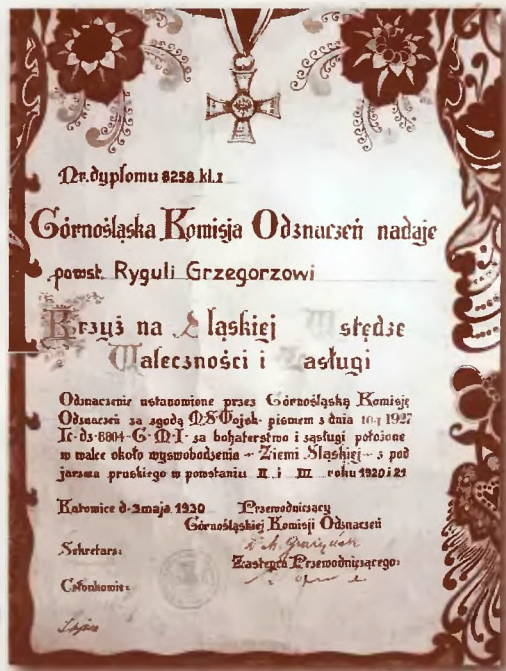 Nr. dyplomu 8258 kl. I
Górnośląska Komisja Odznaczeń nadaje
powst. Ryguli Grzegorzowi
Krzyż na Śląskiej Wstędze
Waleczności i Zasługi
Odznaczenie ustanowione przez Górnośląską Komisję
Odznaczeń za zgodą M.S.Wojsk. pismem z dnia 10.I 1927
8804-G.M.I. za bohaterstwo i zasługi położone
w walce około wyswobodzenia - Ziemi Śląskiej - z pod
jarzma pruskiego w powstaniu II i III roku 1920 i 21
Katowice d. 3 maja 1930 Przewodniczący
Górnośląskiej Komisji Odznaczeń
Sekretarz:
Zastępca Przewodniczącego:
Członkowie: